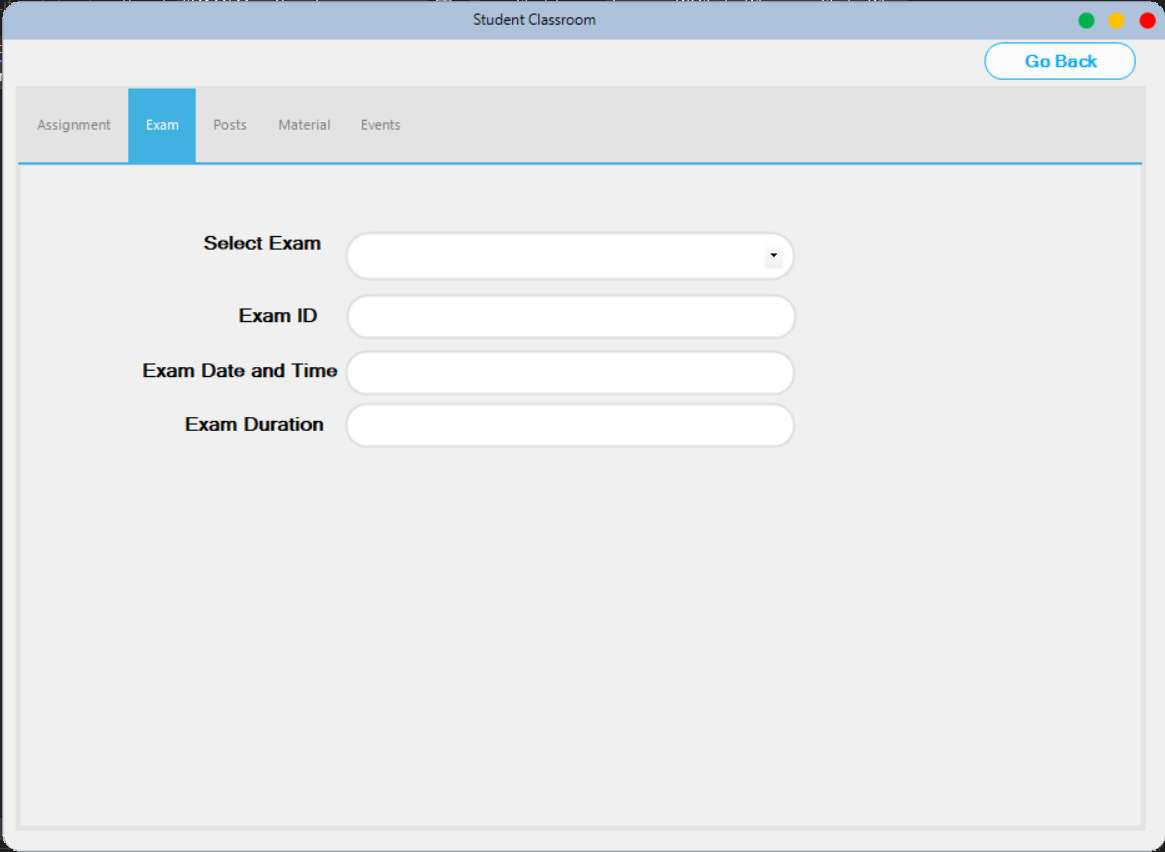 Student Classroom
Go Back
Assignment Exam Posts Material Events
Select Exam
Exam ID
Exam Date and Time
Exam Duration